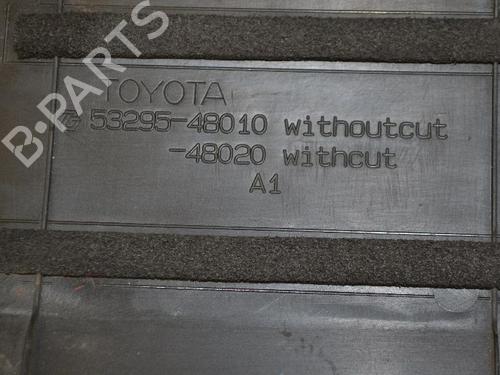 B-PARTS
TOYOTA
53295-48010 withoutcut
-48020 withcut
A1